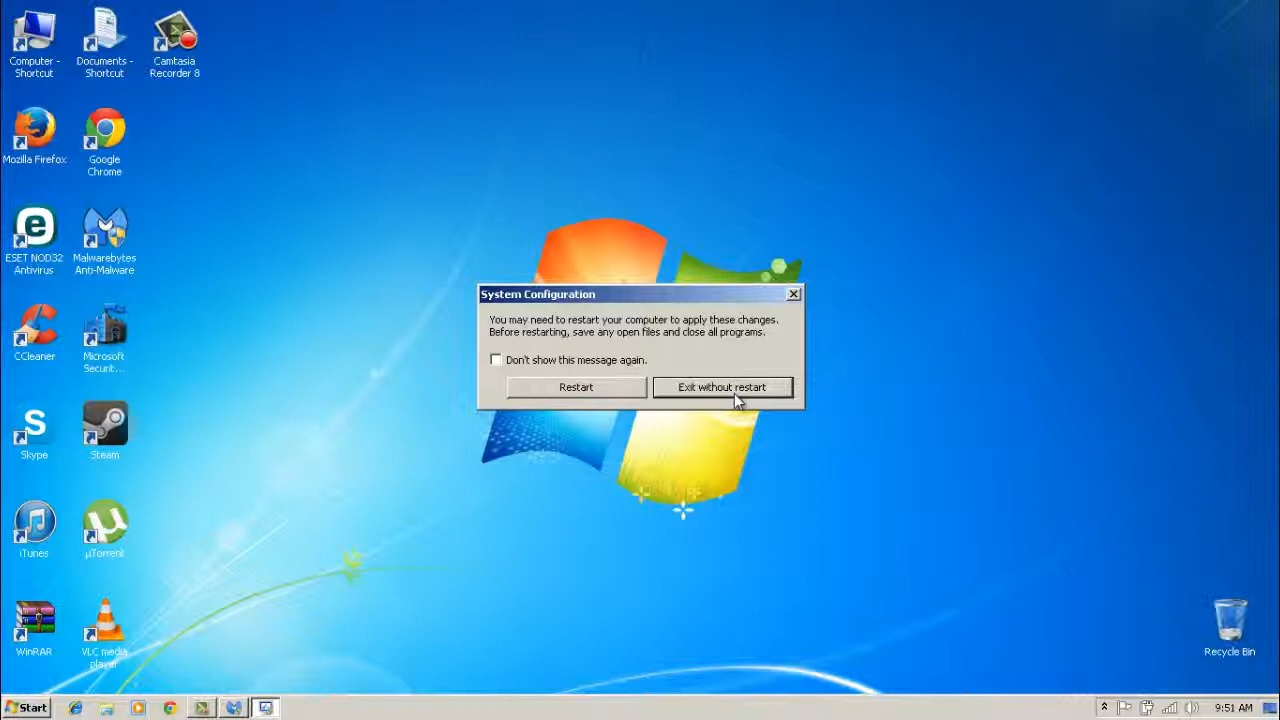 Computer -
Shortcut
Documents -
Shortcut
Camtasia
Recorder 8
Mozilla Firefox
Google
Chrome
ESET NOD32
Antivirus
Malwarebytes
Anti-Malware
CCleaner
Microsoft
Securit...
Skype
Steam
iTunes
µTorrent
WinRAR
VLC media
player
System Configuration
You may need to restart your computer to apply these changes.
Before restarting, save any open files and close all programs.
Don't show this message again.
Restart
Exit without restart
Recycle Bin
Start
9:51 AM